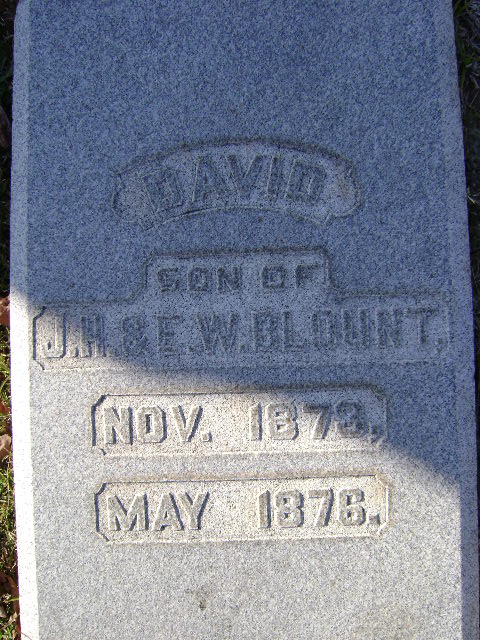 DAVID
SON OF
J.H. & E.W. BLOUNT,
NOV. 1873,
MAY 1876.